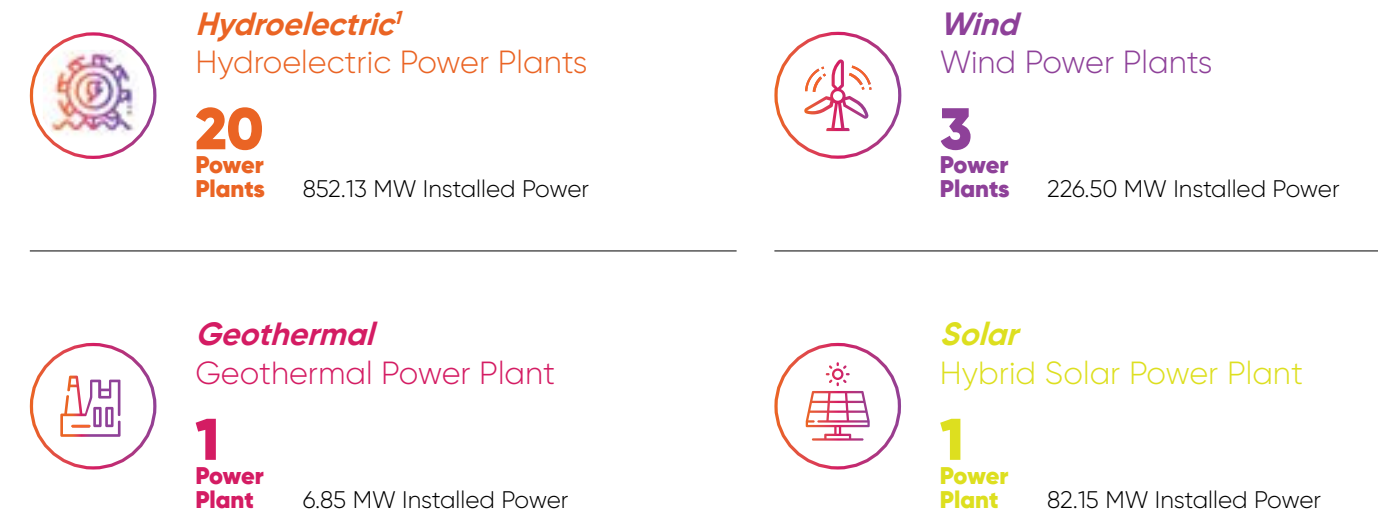 Hydroelectric¹
Hydroelectric Power Plants
20
Power
Plants
852.13 MW Installed Power
Wind
Wind Power Plants
3
Power
Plants
226.50 MW Installed Power
Geothermal
Geothermal Power Plant
1
Power
Plant
6.85 MW Installed Power
Solar
Hybrid Solar Power Plant
1
Power
Plant
82.15 MW Installed Power